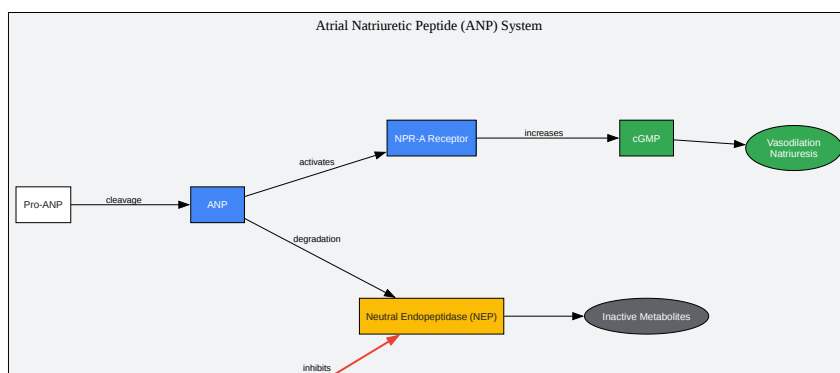 Atrial Natriuretic Peptide (ANP) System
NPR-A Receptor
increases
cGMP
Vasodilation
Natriuresis
activates
Pro-ANP
cleavage
ANP
degradation
Neutral Endopeptidase (NEP)
Inactive Metabolites
inhibits